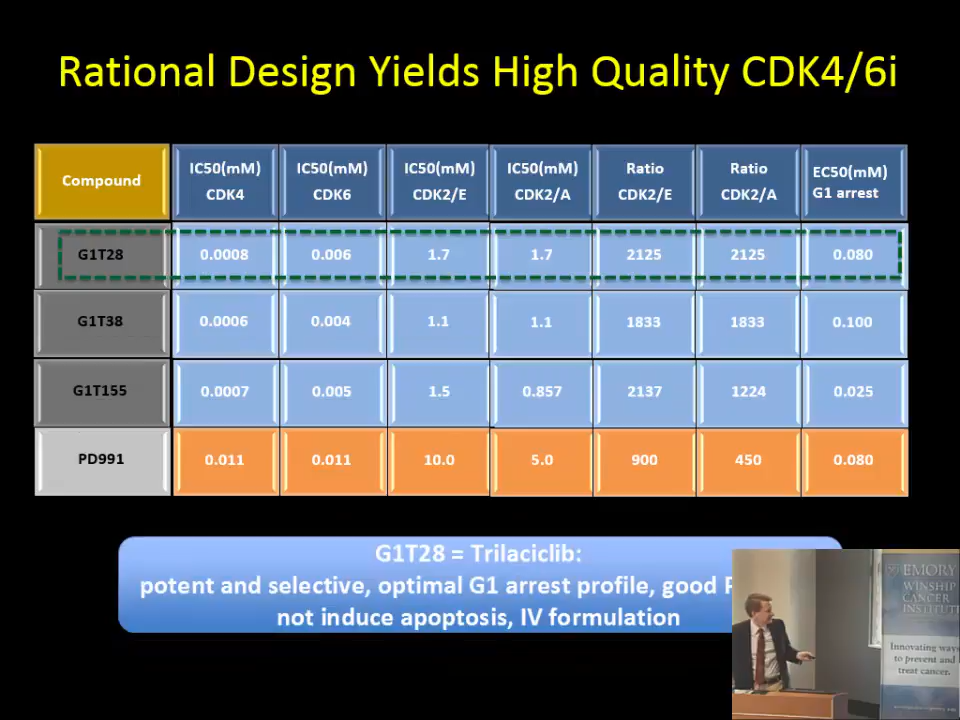 Rational Design Yields High Quality CDK4/6i
Compound IC50(mM) CDK4 IC50(mM) CDK6 IC50(mM) CDK2/E IC50(mM) CDK2/A Ratio CDK2/E Ratio CDK2/A EC50(mM) G1 arrest
G1T28 0.0008 0.006 1.7 1.7 2125 2125 0.080
G1T38 0.0006 0.004 1.1 1.1 1833 1833 0.100
G1T155 0.0007 0.005 1.5 0.857 2137 1224 0.025
PD991 0.011 0.011 10.0 5.0 900 450 0.080
G1T28 = Trilaciclib:
potent and selective, optimal G1 arrest profile, good
not induce apoptosis, IV formulation
EMORY
WINSHIP
CANCER
INSTITUTE
Innovating ways
to prevent and
treat cancer.